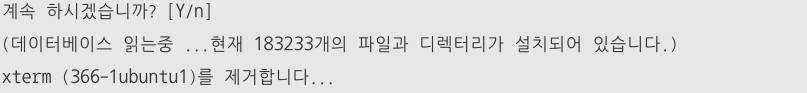 계속 하시겠습니까? [Y/n]
(데이터베이스 읽는중 ...현재 183233개의 파일과 디렉터리가 설치되어 있습니다.)
xterm (366-1ubuntu1)를 제거합니다...